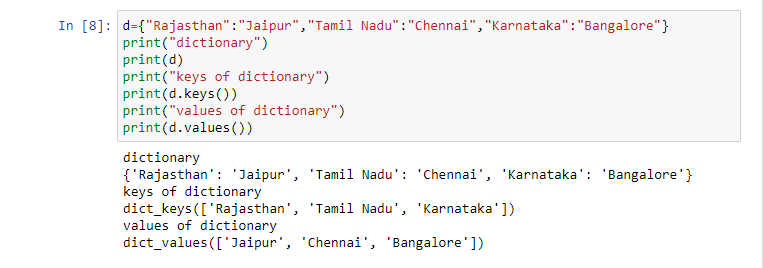 In [8]: d={"Rajasthan":"Jaipur","Tamil Nadu":"Chennai","Karnataka":"Bangalore"}
print("dictionary")
print(d)
print("keys of dictionary")
print(d.keys())
print("values of dictionary")
print(d.values())
dictionary
{'Rajasthan': 'Jaipur', 'Tamil Nadu': 'Chennai', 'Karnataka': 'Bangalore'}
keys of dictionary
dict_keys(['Rajasthan', 'Tamil Nadu', 'Karnataka'])
values of dictionary
dict_values(['Jaipur', 'Chennai', 'Bangalore'])